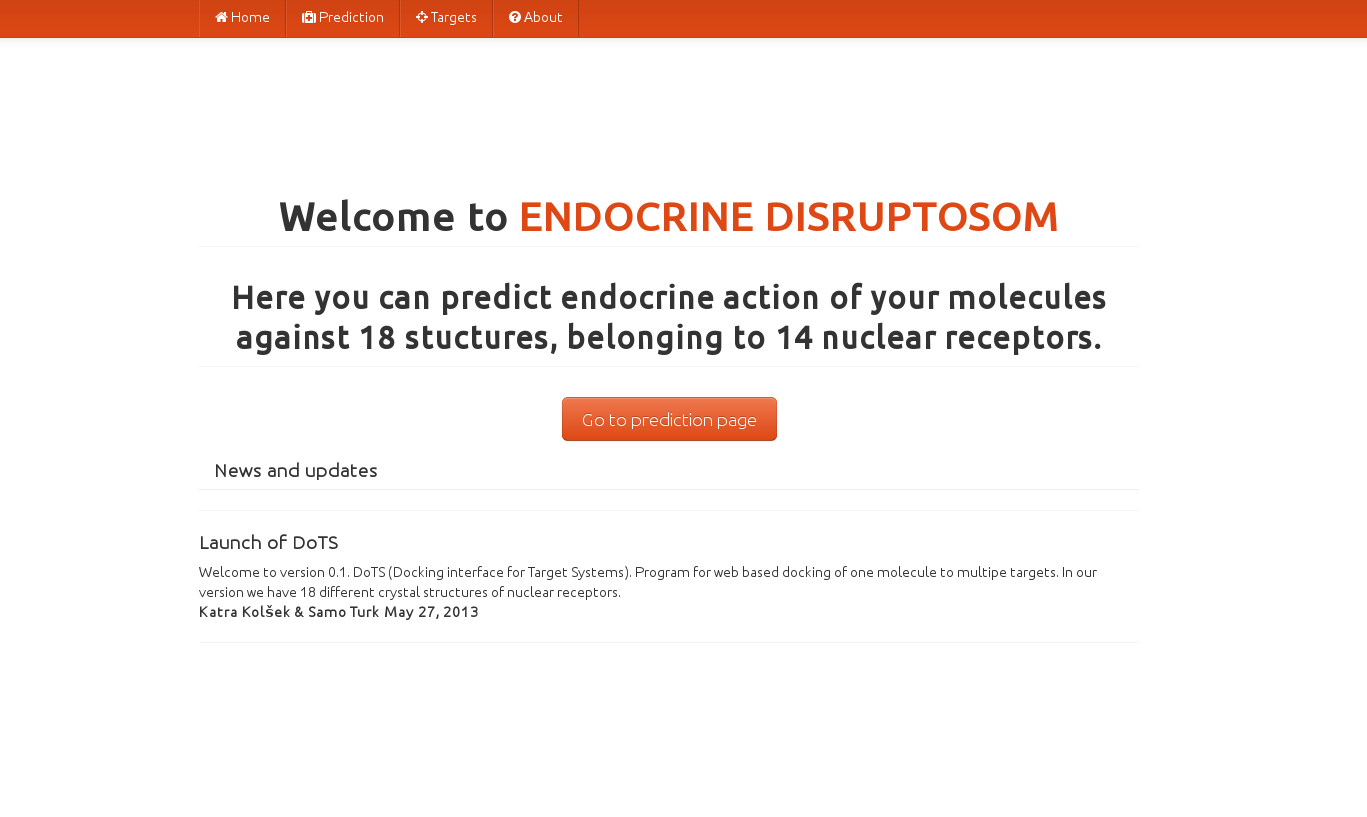 Home Prediction Targets About
Welcome to ENDOCRINE DISRUPTOSOM
Here you can predict endocrine action of your molecules
against 18 stuctures, belonging to 14 nuclear receptors.
Go to prediction page
News and updates
Launch of DoTS
Welcome to version 0.1. DoTS (Docking interface for Target Systems). Program for web based docking of one molecule to multipe targets. In our
version we have 18 different crystal structures of nuclear receptors.
Katra Kolšek & Samo Turk May 27, 2013